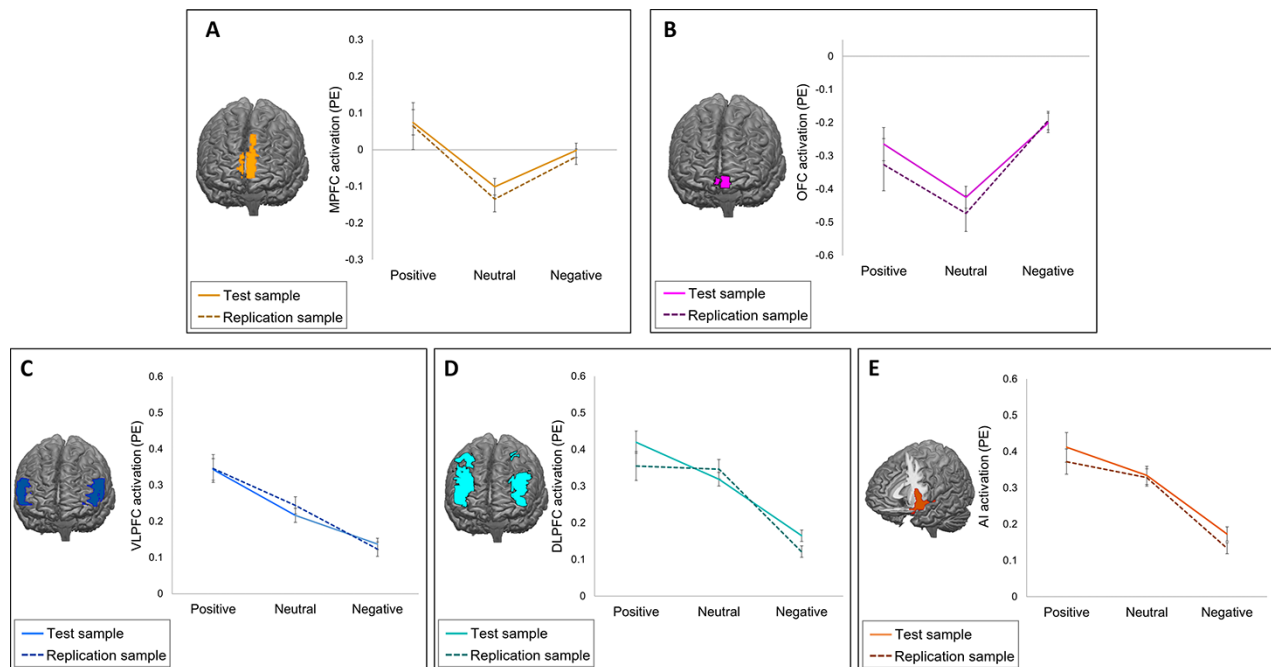 A
MPFC activation (PE)
0.3
0.2
0.1
0
-0.1
-0.2
-0.3
Positive Neutral Negative
Test sample
Replication sample
B
OFC activation (PE)
0
-0.1
-0.2
-0.3
-0.4
-0.5
-0.6
Positive Neutral Negative
Test sample
Replication sample
C
VLPFC activation (PE)
0.6
0.5
0.4
0.3
0.2
0.1
0
Positive Neutral Negative
Test sample
Replication sample
D
DLPFC activation (PE)
0.6
0.5
0.4
0.3
0.2
0.1
0
Positive Neutral Negative
Test sample
Replication sample
E
AI activation (PE)
0.6
0.5
0.4
0.3
0.2
0.1
0
Positive Neutral Negative
Test sample
Replication sample